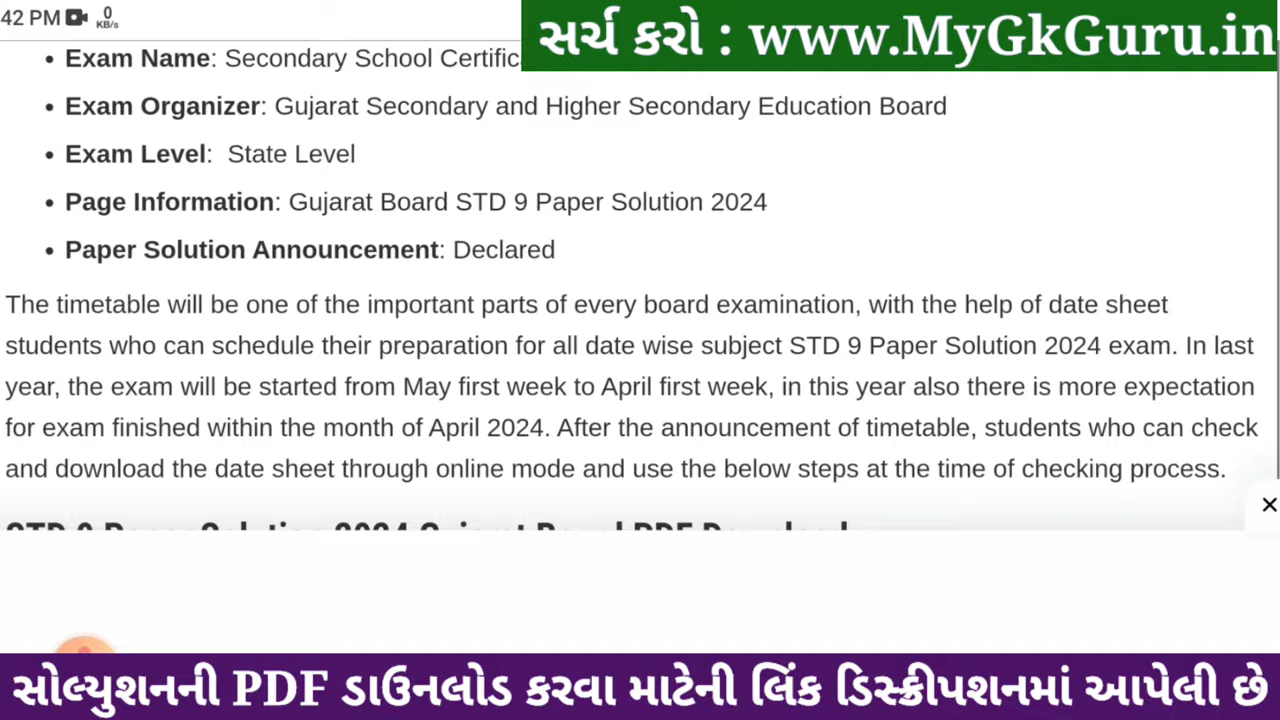 42 PM 0 KB/s
સર્ચ કરો : www.MyGkGuru.in
• Exam Name: Secondary School
• Exam Organizer: Gujarat Secondary and Higher Secondary Education Board
• Exam Level: State Level
• Page Information: Gujarat Board STD 9 Paper Solution 2024
• Paper Solution Announcement: Declared
The timetable will be one of the important parts of every board examination, with the help of date sheet
students who can schedule their preparation for all date wise subject STD 9 Paper Solution 2024 exam. In last
year, the exam will be started from May first week to April first week, in this year also there is more expectation
for exam finished within the month of April 2024. After the announcement of timetable, students who can check
and download the date sheet through online mode and use the below steps at the time of checking process.
સોલ્યુશનની PDF ડાઉનલોડ કરવા માટેની લિંક ડિસ્ક્રીપશનમાં આપેલી છે